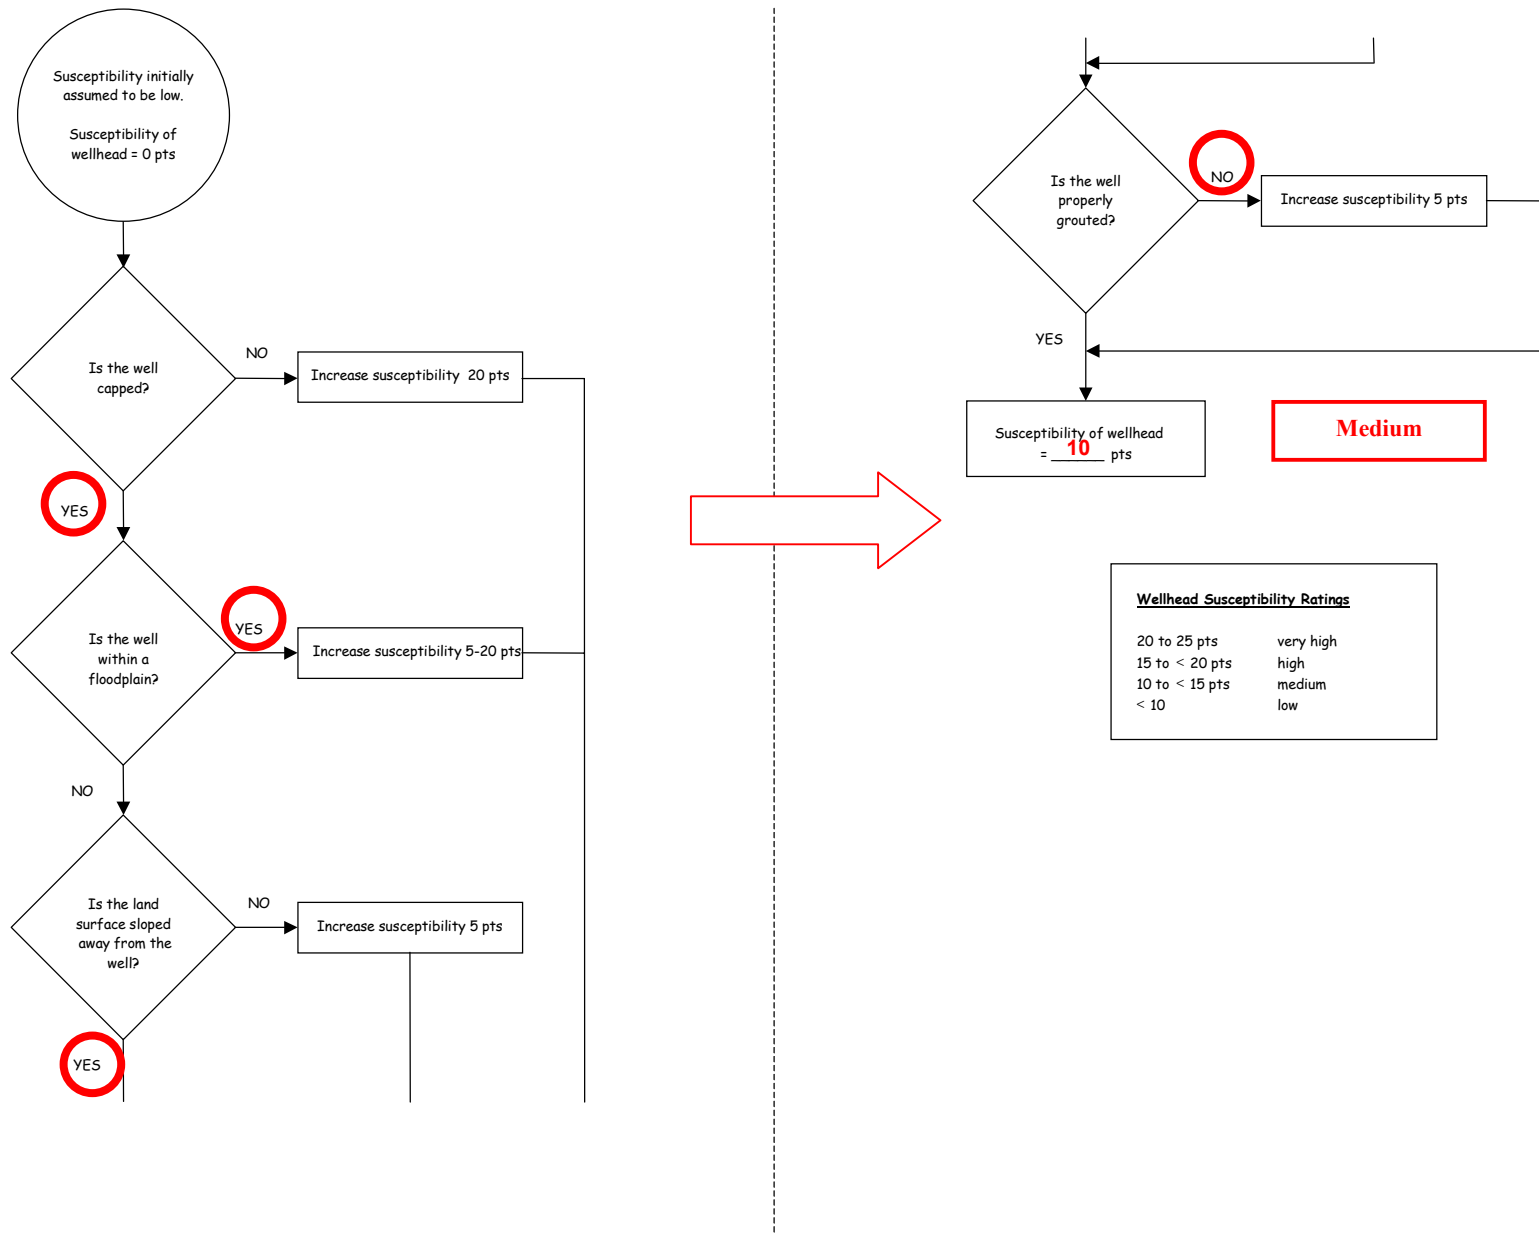 Susceptibility initially
assumed to be low.
Susceptibility of
wellhead = 0 pts
Is the well
capped?
NO
Increase susceptibility  20 pts
YES
Is the well
within a
floodplain?
YES
Increase susceptibility 5-20 pts
NO
Is the land
surface sloped
away from the
well?
NO
Increase susceptibility 5 pts
YES
Is the well
properly
grouted?
NO
Increase susceptibility 5 pts
YES
Susceptibility of wellhead
= 10 pts
Medium
Wellhead Susceptibility Ratings
20 to 25 pts very high
15 to < 20 pts high
10 to < 15 pts medium
< 10 low